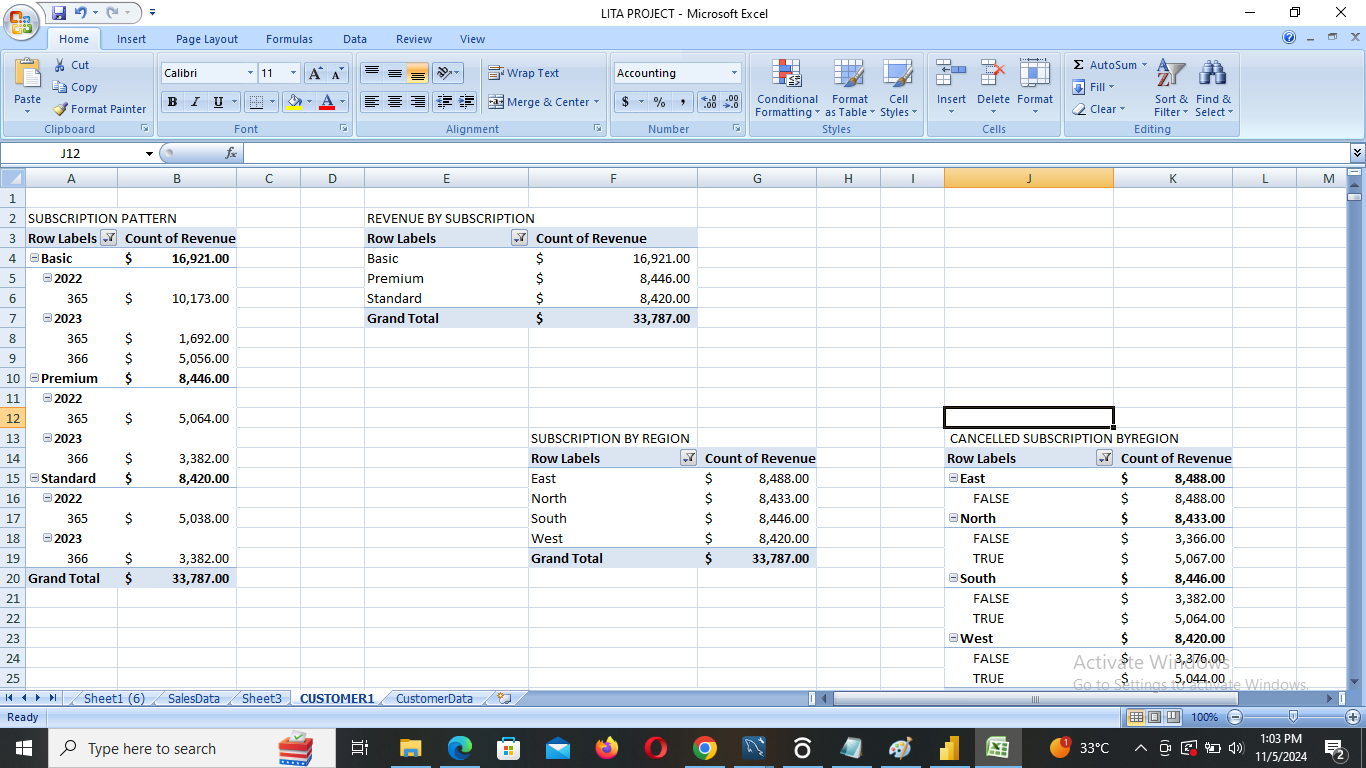 LITA PROJECT - Microsoft Excel
Home Insert Page Layout Formulas Data Review View
Paste
Cut
Copy
Format Painter
Clipboard
Calibri 11
B I U
Font
Wrap Text
Merge & Center
Alignment
Accounting
$ % ,
Number
Conditional Formatting
Format as Table
Cell Styles
Styles
Insert Delete Format
Cells
AutoSum
Fill
Clear
Sort & Filter
Find & Select
Editing
J12 fx
A B C D E F G H I J K L M
1
2 SUBSCRIPTION PATTERN REVENUE BY SUBSCRIPTION
3 Row Labels Count of Revenue Row Labels Count of Revenue
4 Basic $ 16,921.00 Basic $ 16,921.00
5 2022 Premium $ 8,446.00
6 365 $ 10,173.00 Standard $ 8,420.00
7 2023 Grand Total $ 33,787.00
8 365 $ 1,692.00
9 366 $ 5,056.00
10 Premium $ 8,446.00
11 2022
12 365 $ 5,064.00
13 2023 SUBSCRIPTION BY REGION CANCELLED SUBSCRIPTION BYREGION
14 366 $ 3,382.00 Row Labels Count of Revenue Row Labels Count of Revenue
15 Standard $ 8,420.00 East $ 8,488.00 East $ 8,488.00
16 2022 North $ 8,433.00 FALSE $ 8,488.00
17 365 $ 5,038.00 South $ 8,446.00 North $ 8,433.00
18 2023 West $ 8,420.00 FALSE $ 3,366.00
19 366 $ 3,382.00 Grand Total $ 33,787.00 TRUE $ 5,067.00
20 Grand Total $ 33,787.00 South $ 8,446.00
21 FALSE $ 3,382.00
22 TRUE $ 5,064.00
23 West $ 8,420.00
24 FALSE $ 3,376.00
25 TRUE $ 5,044.00
Activate Windows
Go to Settings to activate Windows.
Sheet1 (6) SalesData Sheet3 CUSTOMER1 CustomerData
Ready 100%
Type here to search
1
33°C
1:03 PM
11/5/2024
2